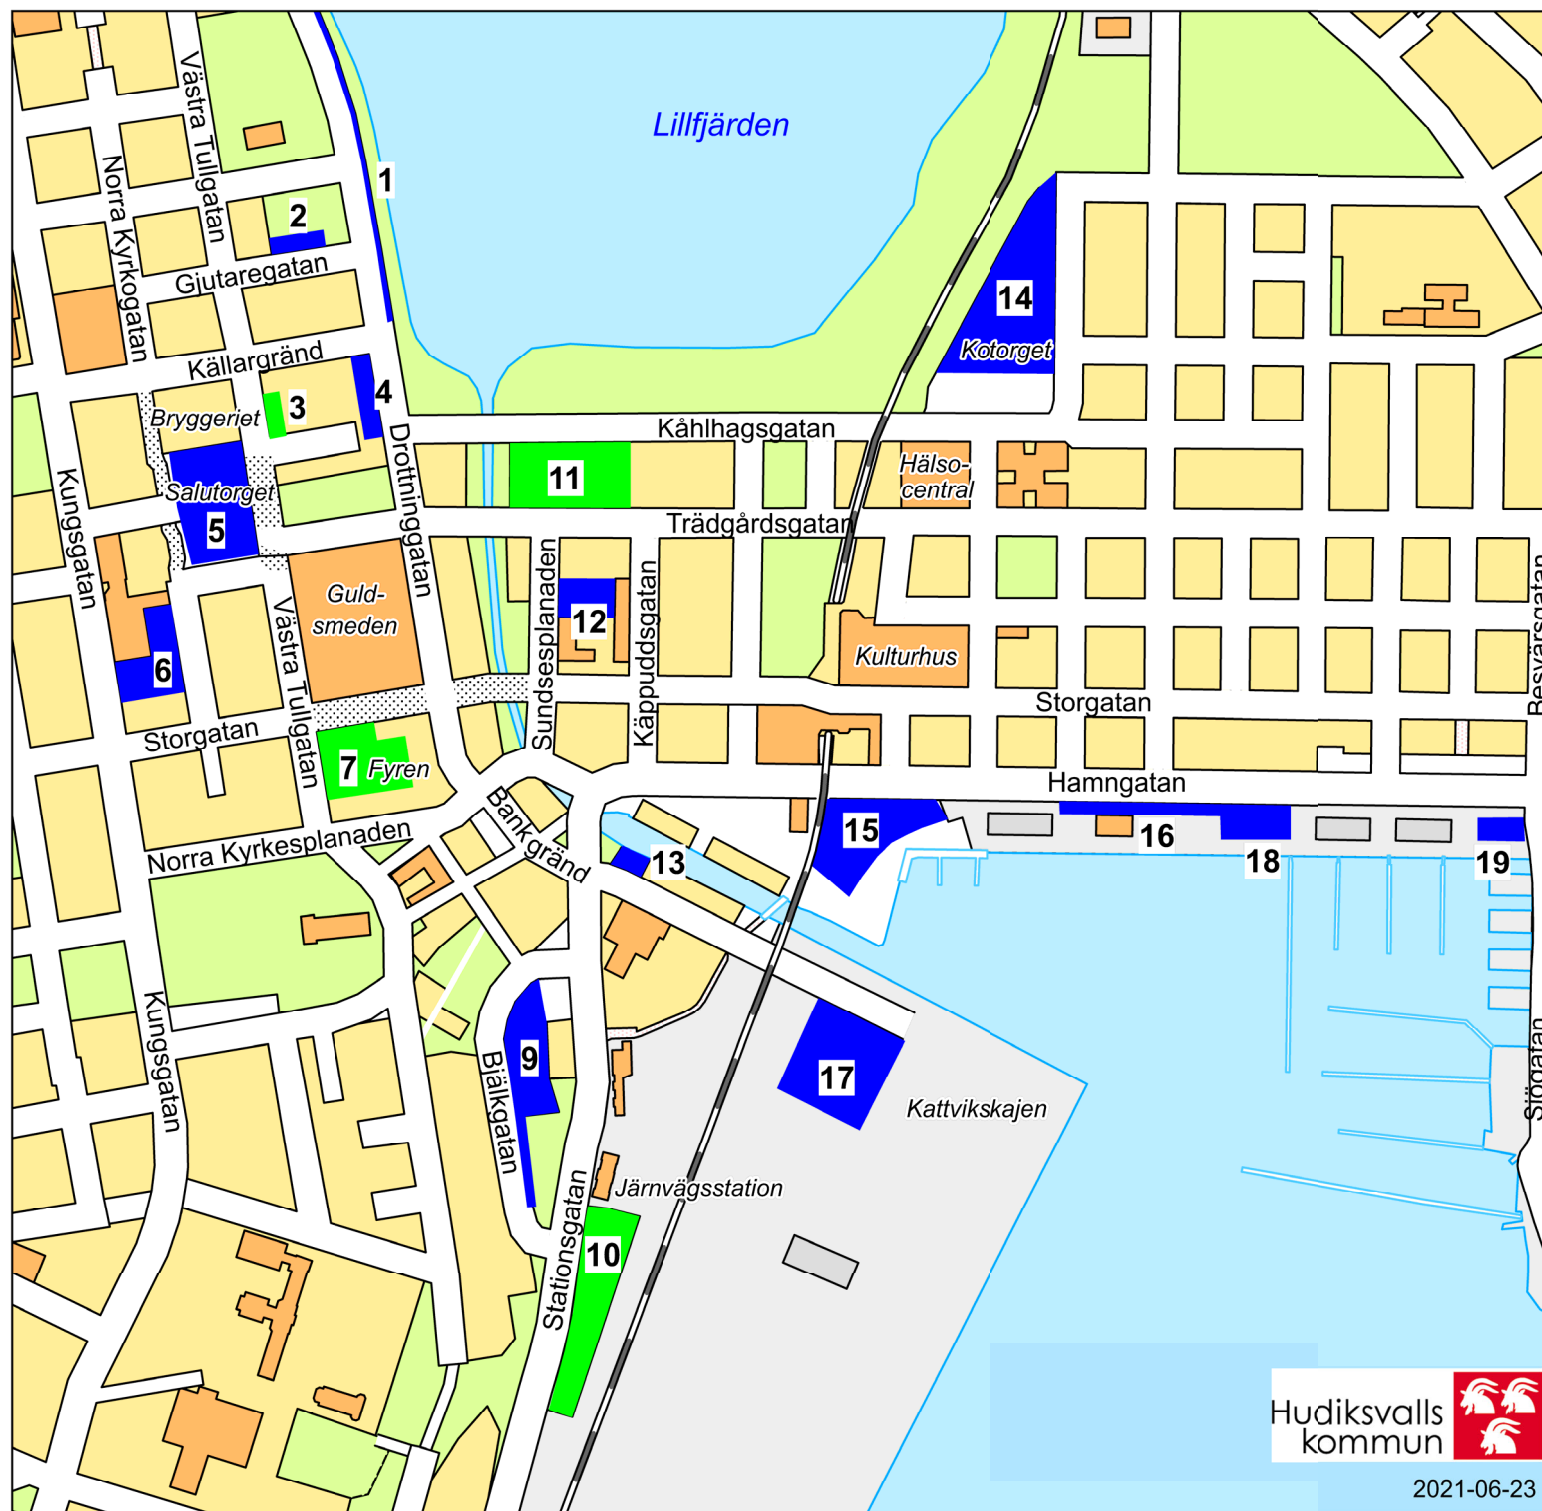 Lillfjärden
Västra Tullgatan
Norra Kyrkogatan
1
2
Gjutaregatan
14
Kotorget
Källargränd
3
4
Bryggeriet
Kåhlhagsgatan
Drottninggatan
Hälso-
central
11
Salutorget
5
Kungsgatan
Trädgårdsgatan
Guld-
smeden
Sundsesplanaden
Käppuddsgatan
12
Besvärsgatan
6
Västra Tullgatan
Kulturhus
Storgatan
Storgatan
7
Fyren
Hamngatan
Bankgränd
Norra Kyrkesplanaden
13
15
16
18
19
Kungsgatan
9
Bjälkgatan
17
Kattvikskajen
Sjögatan
Järnvägsstation
Stationsgatan
10
Hudiksvalls
kommun
2021-06-23